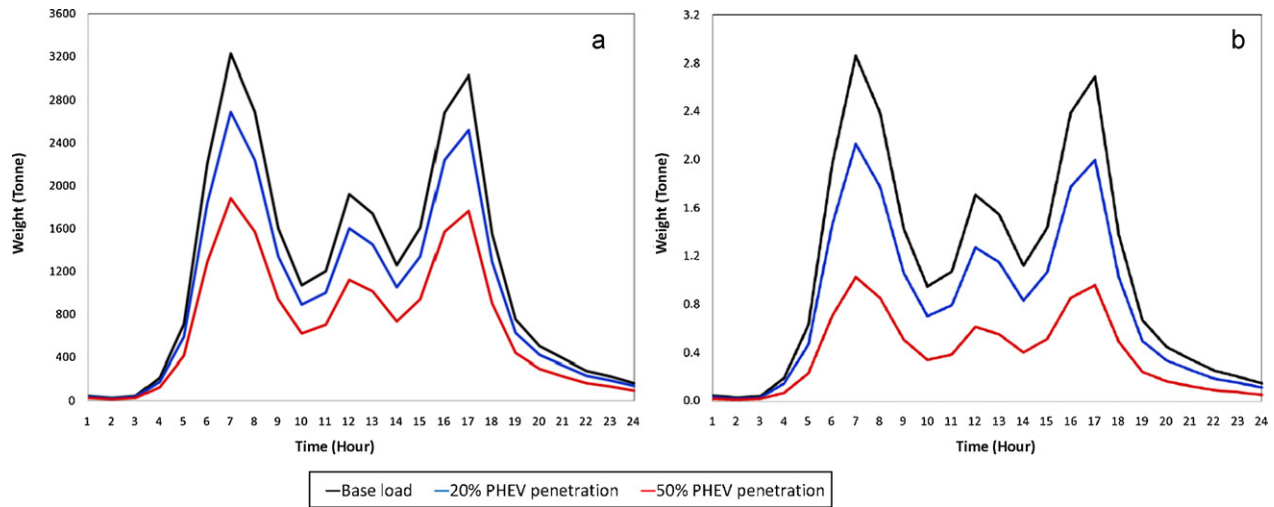 a
3600
3200
2800
2400
2000
1600
1200
800
400
0
Weight (Tonne)
1 2 3 4 5 6 7 8 9 10 11 12 13 14 15 16 17 18 19 20 21 22 23 24
Time (Hour)
b
3.2
2.8
2.4
2.0
1.6
1.2
0.8
0.4
0.0
Weight (Tonne)
1 2 3 4 5 6 7 8 9 10 11 12 13 14 15 16 17 18 19 20 21 22 23 24
Time (Hour)
Base load 20% PHEV penetration 50% PHEV penetration